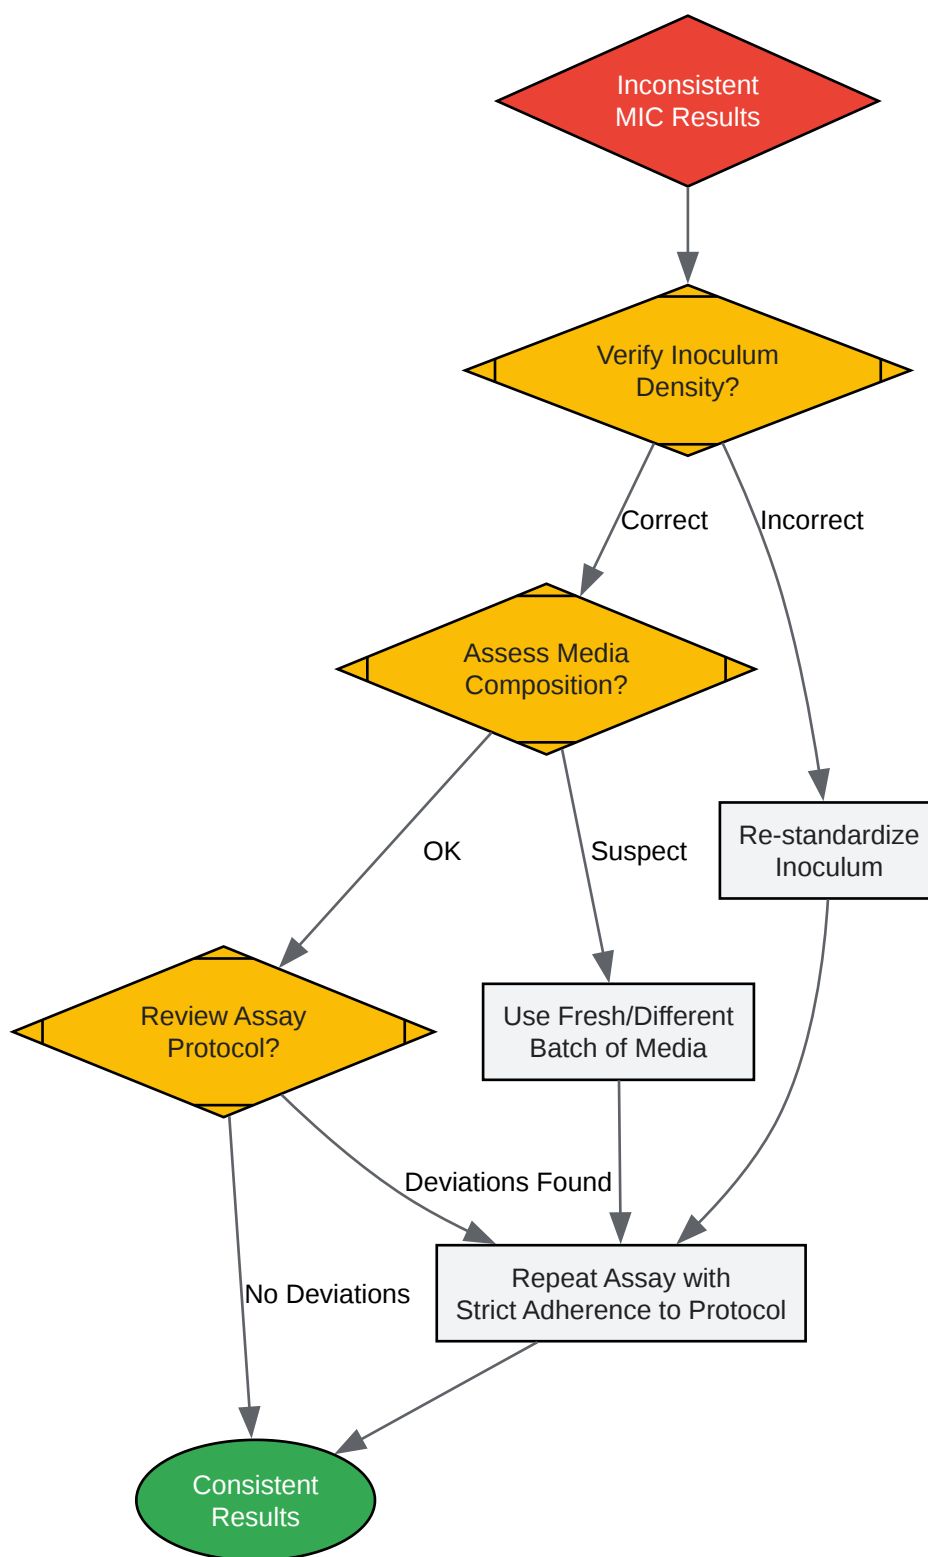 Inconsistent
MIC Results
Verify Inoculum
Density?
Correct
Incorrect
Assess Media
Composition?
Re-standardize
Inoculum
OK
Suspect
Review Assay
Protocol?
Use Fresh/Different
Batch of Media
Deviations Found
No Deviations
Repeat Assay with
Strict Adherence to Protocol
Consistent
Results